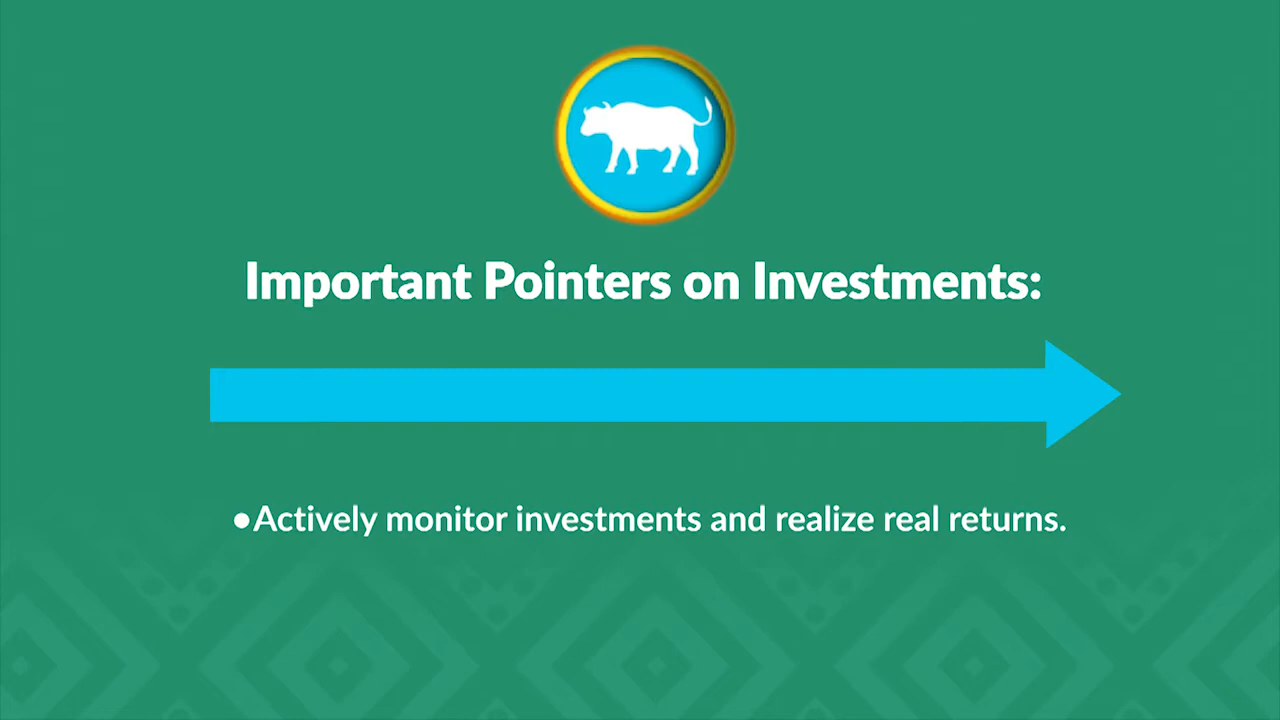 Important Pointers on Investments:
●Actively monitor investments and realize real returns.